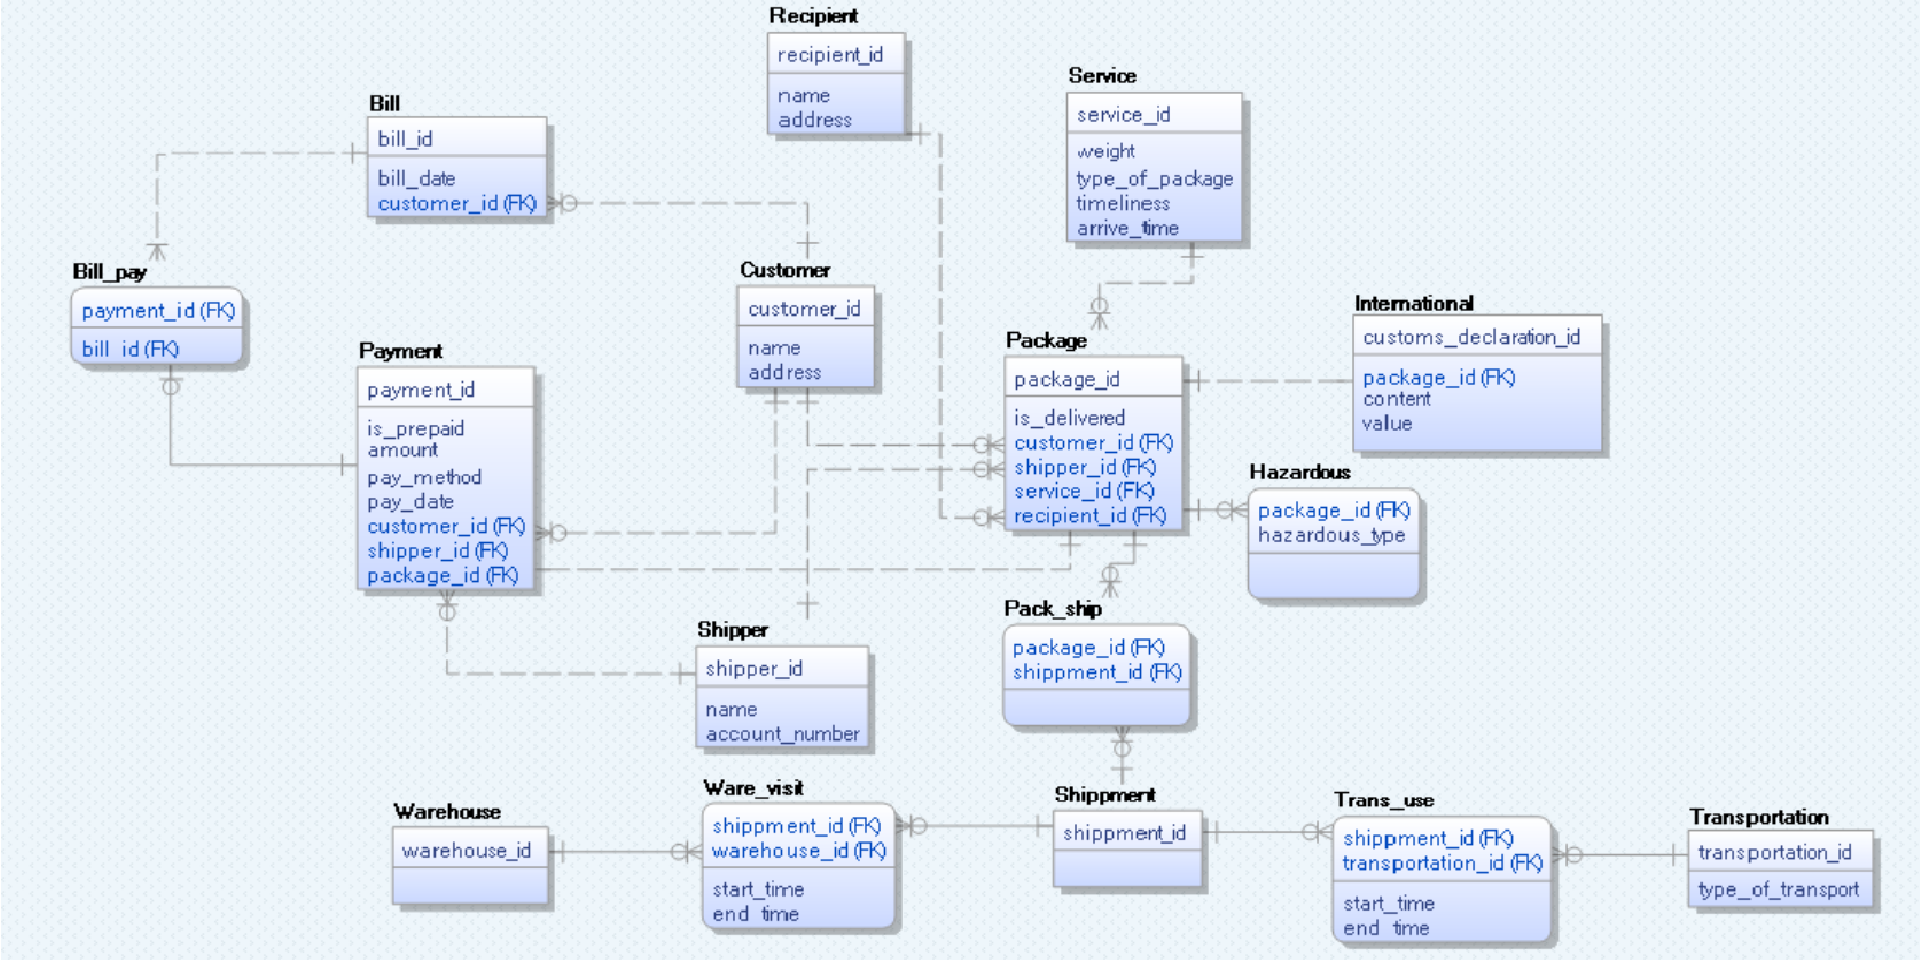 Recipient
recipient_id
name
address
Service
service_id
weight
type_of_package
timeliness
arrive_time
Bill
bill_id
bill_date
customer_id (FK)
Bill_pay
payment_id (FK)
bill_id (FK)
Customer
customer_id
name
address
International
customs_declaration_id
package_id (FK)
content
value
Package
package_id
is_delivered
customer_id (FK)
shipper_id (FK)
service_id (FK)
recipient_id (FK)
Payment
payment_id
is_prepaid
amount
pay_method
pay_date
customer_id (FK)
shipper_id (FK)
package_id (FK)
Hazardous
package_id (FK)
hazardous_type
Pack_ship
package_id (FK)
shippment_id (FK)
Shipper
shipper_id
name
account_number
Warehouse
warehouse_id
Ware_visit
shippment_id (FK)
warehouse_id (FK)
start_time
end_time
Shippment
shippment_id
Trans_use
shippment_id (FK)
transportation_id (FK)
start_time
end_time
Transportation
transportation_id
type_of_transport